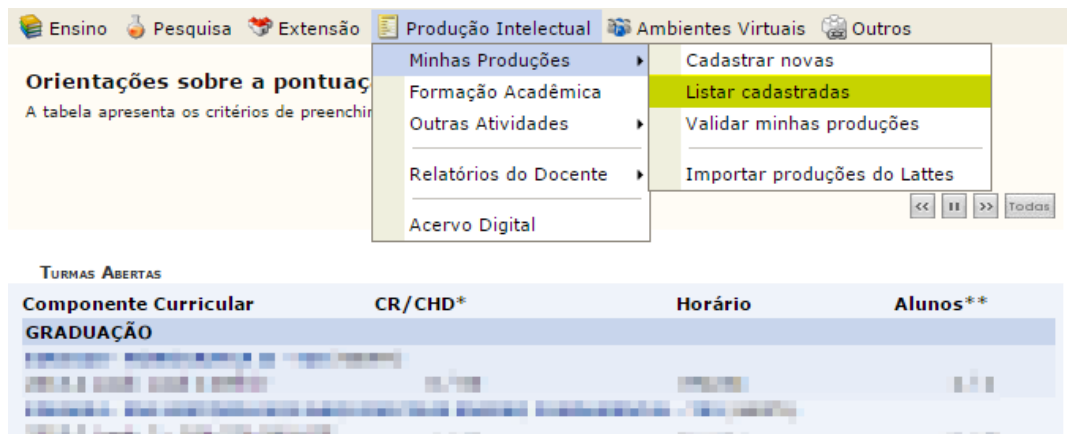 Ensino Pesquisa Extensão Produção Intelectual Ambientes Virtuais Outros
Minhas Produções
Formação Acadêmica
Outras Atividades
Relatórios do Docente
Acervo Digital
Cadastrar novas
Listar cadastradas
Validar minhas produções
Importar produções do Lattes
Orientações sobre a
A tabela apresenta os critérios de
<< II >> Todas
Turmas Abertas
Componente Curricular CR/CHD* Horário Alunos**
GRADUAÇÃO